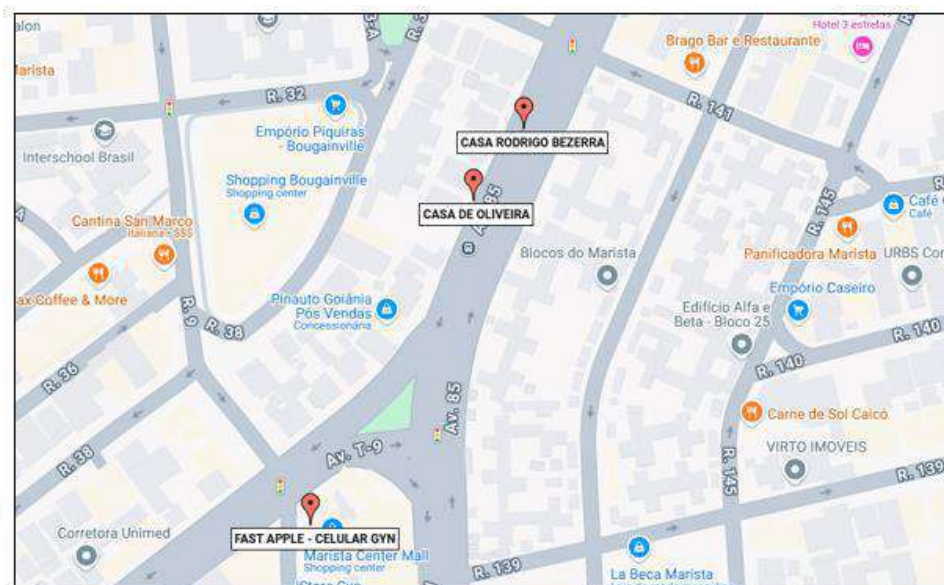 alon
Hotel 3 estrelas
Brago Bar e Restaurante
Marista
R. 32
R. 141
Empório Piquiras
- Bougainville
CASA RODRIGO BEZERRA
Interschool Brasil
Shopping Bougainville
Shopping center
CASA DE OLIVEIRA
R. 145
Café
Café
Cantina San Marco
Italiana • $$$
Blocos do Marista
Panificadora Marista
URBS Con
ax Coffee & More
Pinauto Goiânia
Pós Vendas
Concessionária
Empório Caseiro
R. 9
R. 38
Edifício Alfa e
Beta - Bloco 25
R. 140
R. 36
R. 140
Av. 85
Carne de Sol Caicó
Av. T-9
R. 38
VIRTO IMOVEIS
R. 145
R. 139
Corretora Unimed
FAST APPLE - CELULAR GYN
Marista Center Mall
Shopping center
R. 139
La Beca Marista